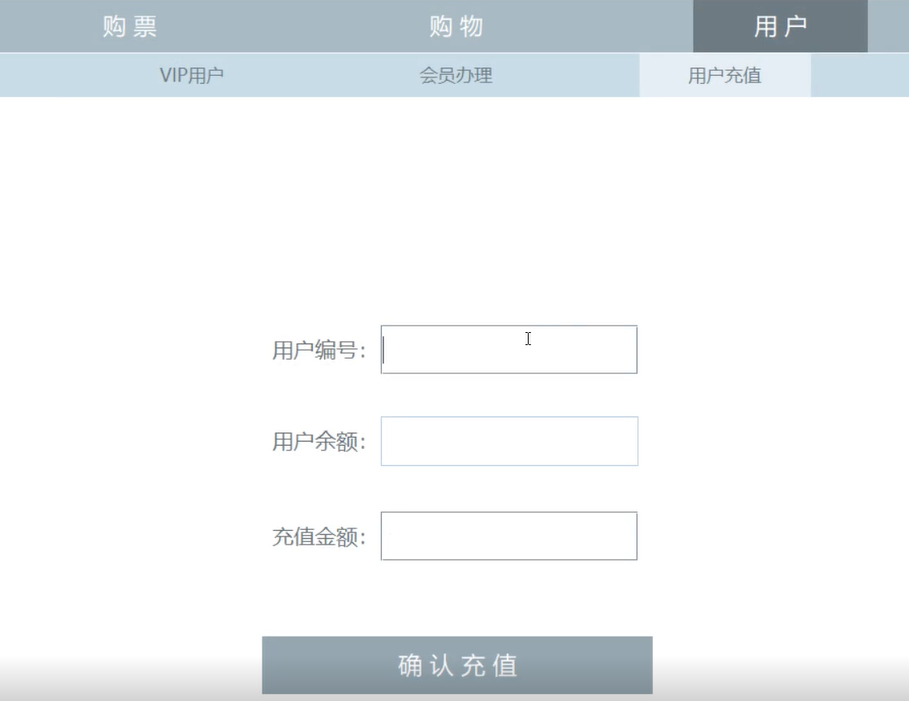 购票 购物 用户
VIP用户 会员办理 用户充值
用户编号：
用户余额：
充值金额：
确认充值